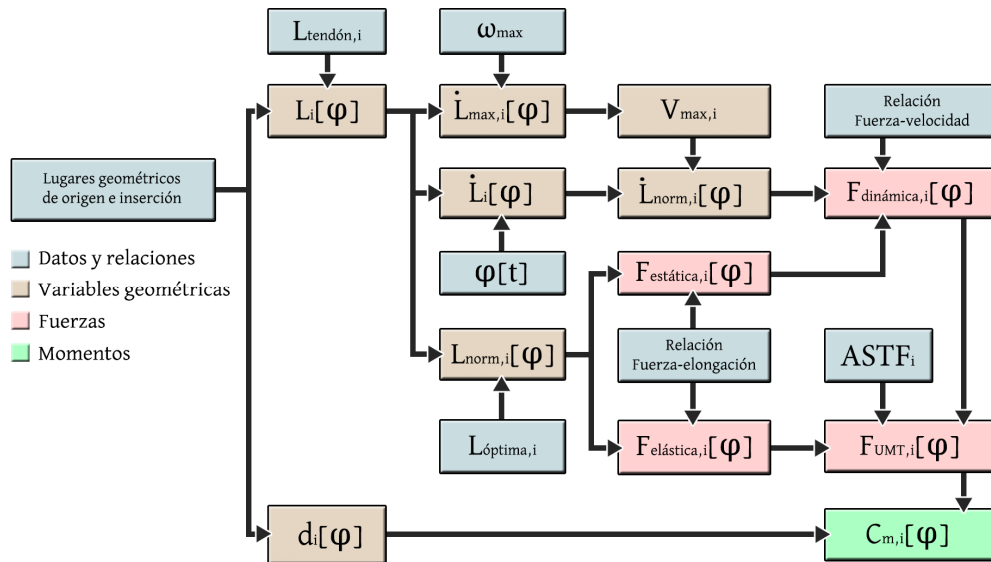 Ltendón,i
ωmax
Li[φ]
L̇max,i[φ]
Vmax,i
Relación
Fuerza-velocidad
Lugares geométricos
de origen e inserción
L̇i[φ]
L̇norm,i[φ]
Fdinámica,i[φ]
Datos y relaciones
Variables geométricas
Fuerzas
Momentos
φ[t]
Festática,i[φ]
Lnorm,i[φ]
Relación
Fuerza-elongación
ASTFi
Lóptima,i
Felástica,i[φ]
FUMT,i[φ]
di[φ]
Cm,i[φ]